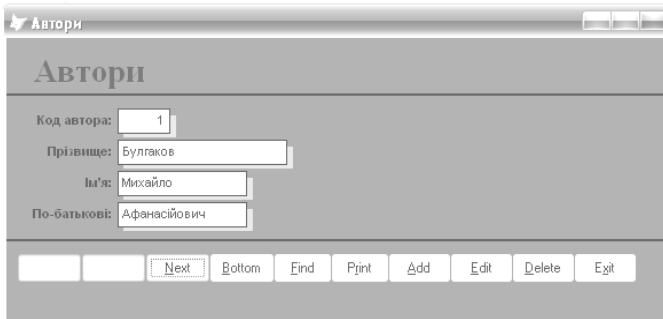 Автори
Автори
Код автора: 1
Прізвище: Булгаков
Ім'я: Михайло
По-батькові: Афанасійович
Next Bottom Find Print Add Edit Delete Exit